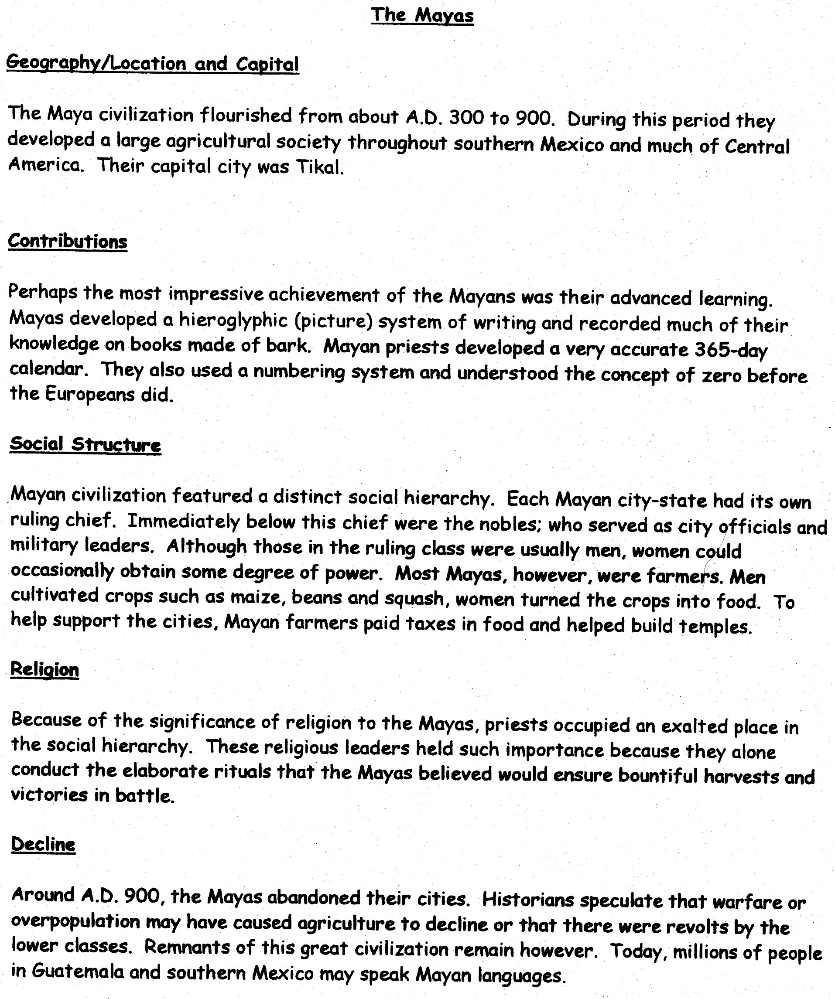 The Mayas
Geography/Location and Capital
The Maya civilization flourished from about A.D. 300 to 900. During this period they
developed a large agricultural society throughout southern Mexico and much of Central
America. Their capital city was Tikal.
Contributions
Perhaps the most impressive achievement of the Mayans was their advanced learning.
Mayas developed a hieroglyphic (picture) system of writing and recorded much of their
knowledge on books made of bark. Mayan priests developed a very accurate 365-day
calendar. They also used a numbering system and understood the concept of zero before
the Europeans did.
Social Structure
Mayan civilization featured a distinct social hierarchy. Each Mayan city-state had its own
ruling chief. Immediately below this chief were the nobles; who served as city officials and
military leaders. Although those in the ruling class were usually men, women could
occasionally obtain some degree of power. Most Mayas, however, were farmers. Men
cultivated crops such as maize, beans and squash, women turned the crops into food. To
help support the cities, Mayan farmers paid taxes in food and helped build temples.
Religion
Because of the significance of religion to the Mayas, priests occupied an exalted place in
the social hierarchy. These religious leaders held such importance because they alone
conduct the elaborate rituals that the Mayas believed would ensure bountiful harvests and
victories in battle.
Decline
Around A.D. 900, the Mayas abandoned their cities. Historians speculate that warfare or
overpopulation may have caused agriculture to decline or that there were revolts by the
lower classes. Remnants of this great civilization remain however. Today, millions of people
in Guatemala and southern Mexico may speak Mayan languages.